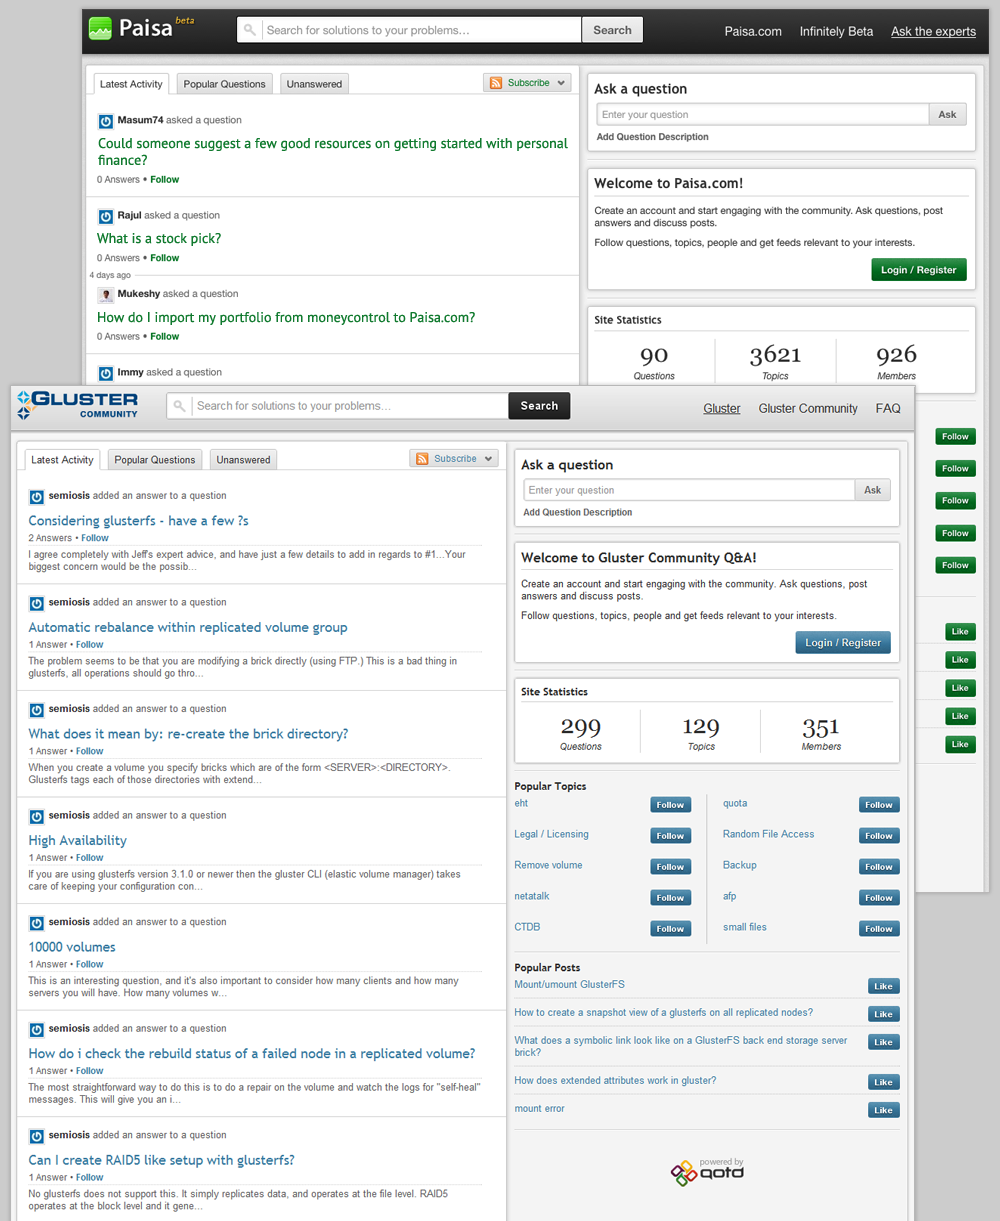 Paisa beta
Search for solutions to your problems...
Search
Paisa.com
Infinitely Beta
Ask the experts
Latest Activity
Popular Questions
Unanswered
Subscribe
Masum74 asked a question
Could someone suggest a few good resources on getting started with personal
finance?
0 Answers • Follow
Rajul asked a question
What is a stock pick?
0 Answers • Follow
4 days ago
Mukeshy asked a question
How do I import my portfolio from moneycontrol to Paisa.com?
0 Answers • Follow
Immy asked a question
Ask a question
Enter your question
Ask
Add Question Description
Welcome to Paisa.com!
Create an account and start engaging with the community. Ask questions, post
answers and discuss posts.
Follow questions, topics, people and get feeds relevant to your interests.
Login / Register
Site Statistics
90
Questions
3621
Topics
926
Members
Follow
Follow
Follow
Follow
Follow
Like
Like
Like
Like
Like
GLUSTER
COMMUNITY
Search for solutions to your problems...
Search
Gluster
Gluster Community
FAQ
Latest Activity
Popular Questions
Unanswered
Subscribe
semiosis added an answer to a question
Considering glusterfs - have a few ?s
2 Answers • Follow
I agree completely with Jeff's expert advice, and have just a few details to add in regards to #1...Your
biggest concern would be the possib...
semiosis added an answer to a question
Automatic rebalance within replicated volume group
1 Answer • Follow
The problem seems to be that you are modifying a brick directly (using FTP.) This is a bad thing in
glusterfs, all operations should go thro...
semiosis added an answer to a question
What does it mean by: re-create the brick directory?
1 Answer • Follow
When you create a volume you specify bricks which are of the form <SERVER>:<DIRECTORY>.
Glusterfs tags each of those directories with extend...
semiosis added an answer to a question
High Availability
1 Answer • Follow
If you are using glusterfs version 3.1.0 or newer then the gluster CLI (elastic volume manager) takes
care of keeping your configuration con...
semiosis added an answer to a question
10000 volumes
1 Answer • Follow
This is an interesting question, and it's also important to consider how many clients and how many
servers you will have. How many volumes w...
semiosis added an answer to a question
How do i check the rebuild status of a failed node in a replicated volume?
1 Answer • Follow
The most straightforward way to do this is to do a repair on the volume and watch the logs for "self-heal"
messages. This will give you an i...
semiosis added an answer to a question
Can I create RAID5 like setup with glusterfs?
1 Answer • Follow
No glusterfs does not support this. It simply replicates data, and operates at the file level. RAID5
operates at the block level and it gene...
Ask a question
Enter your question
Ask
Add Question Description
Welcome to Gluster Community Q&A!
Create an account and start engaging with the community. Ask questions, post
answers and discuss posts.
Follow questions, topics, people and get feeds relevant to your interests.
Login / Register
Site Statistics
299
Questions
129
Topics
351
Members
Popular Topics
eht Follow
quota Follow
Legal / Licensing Follow
Random File Access Follow
Remove volume Follow
Backup Follow
netatalk Follow
afp Follow
CTDB Follow
small files Follow
Popular Posts
Mount/umount GlusterFS Like
How to create a snapshot view of a glusterfs on all replicated nodes? Like
What does a symbolic link look like on a GlusterFS back end storage server Like
brick?
How does extended attributes work in gluster? Like
mount error Like
powered by
qotd